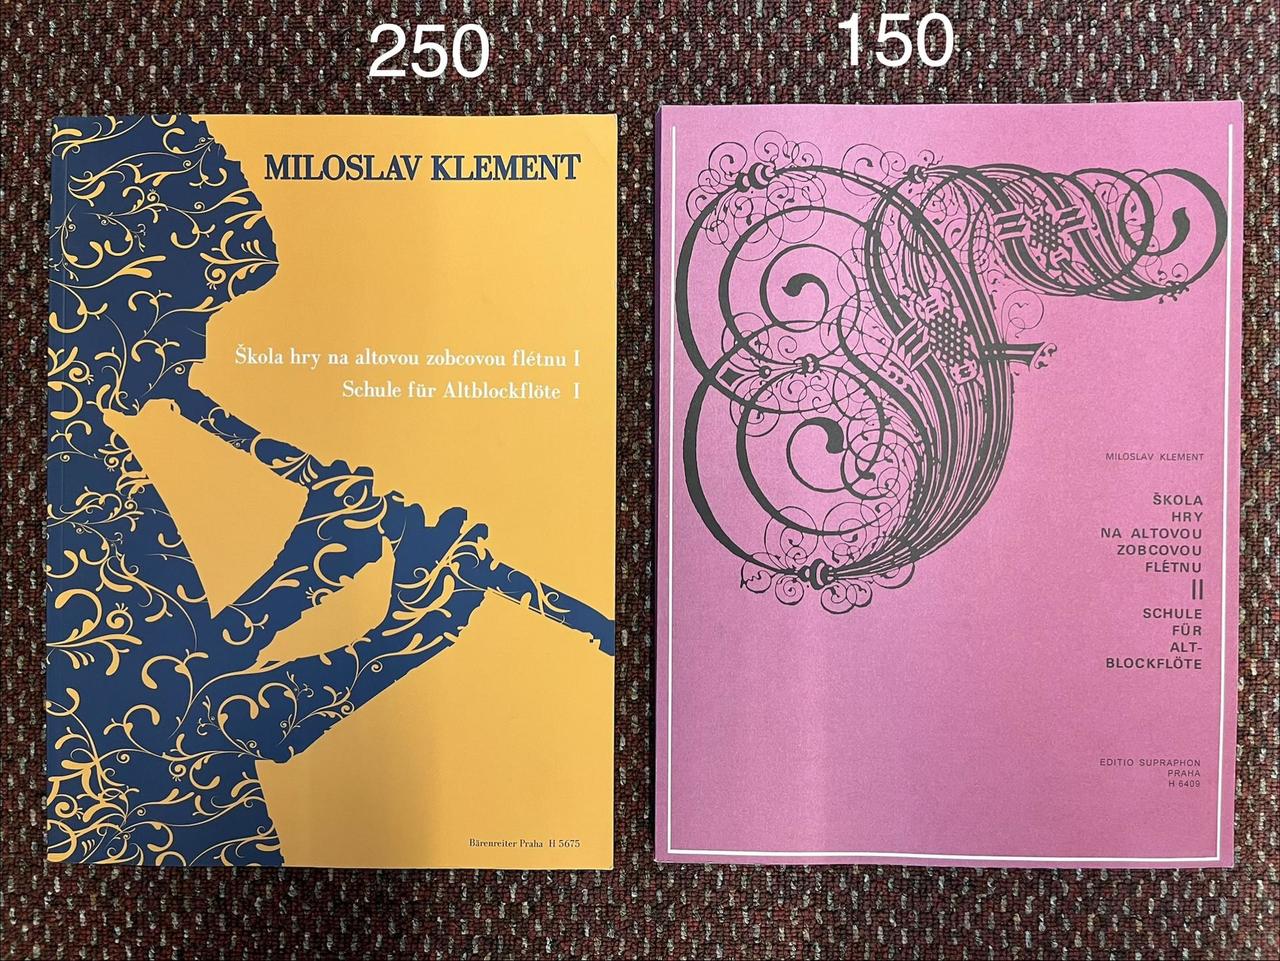 250
MILOSLAV KLEMENT
Škola hry na altovou zobcovou flétnu I
Schule für Altblockflöte I
Bärenreiter Praha H 5675
150
MILOSLAV KLEMENT
ŠKOLA
HRY
NA ALTOVOU
ZOBCOVOU
FLÉTNU
II
SCHULE
FÜR
ALT-
BLOCKFLÖTE
EDITIO SUPRAPHON
PRAHA
H 6409